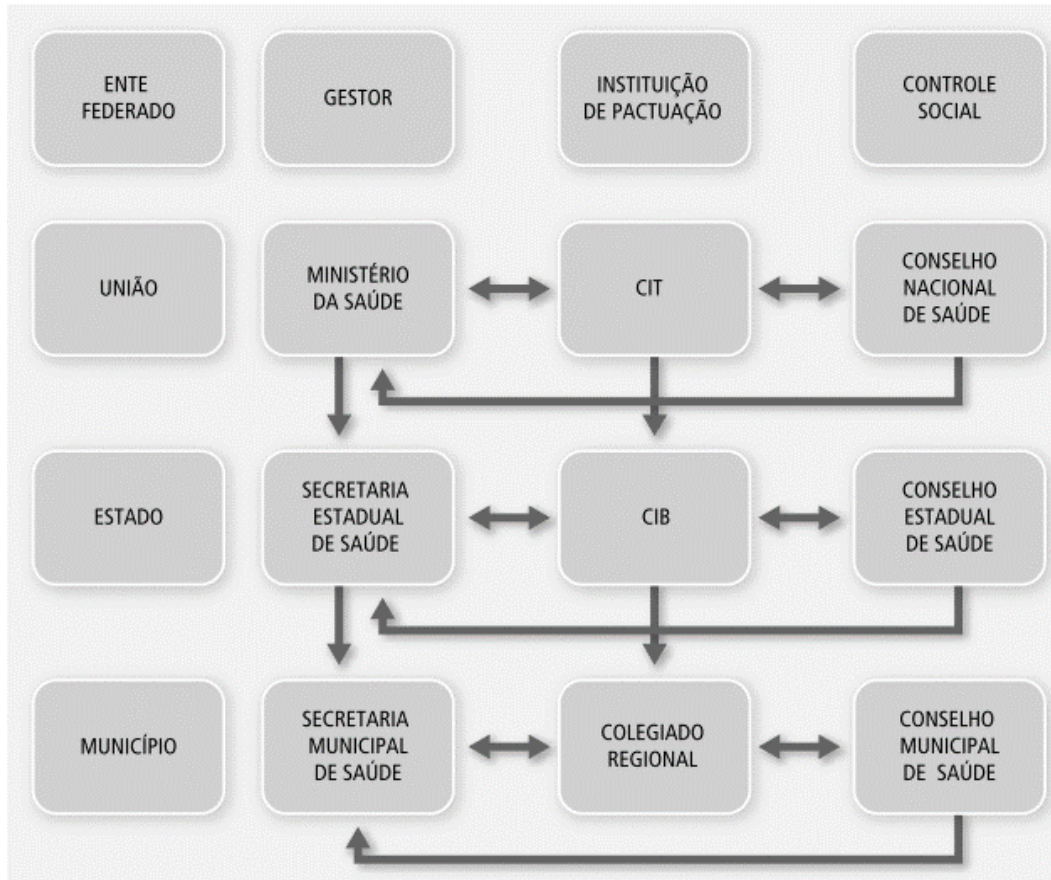 ENTE
FEDERADO
GESTOR
INSTITUIÇÃO
DE PACTUAÇÃO
CONTROLE
SOCIAL
UNIÃO
MINISTÉRIO
DA SAÚDE
CIT
CONSELHO
NACIONAL
DE SAÚDE
ESTADO
SECRETARIA
ESTADUAL
DE SAÚDE
CIB
CONSELHO
ESTADUAL
DE SAÚDE
MUNICÍPIO
SECRETARIA
MUNICIPAL
DE SAÚDE
COLEGIADO
REGIONAL
CONSELHO
MUNICIPAL
DE SAÚDE